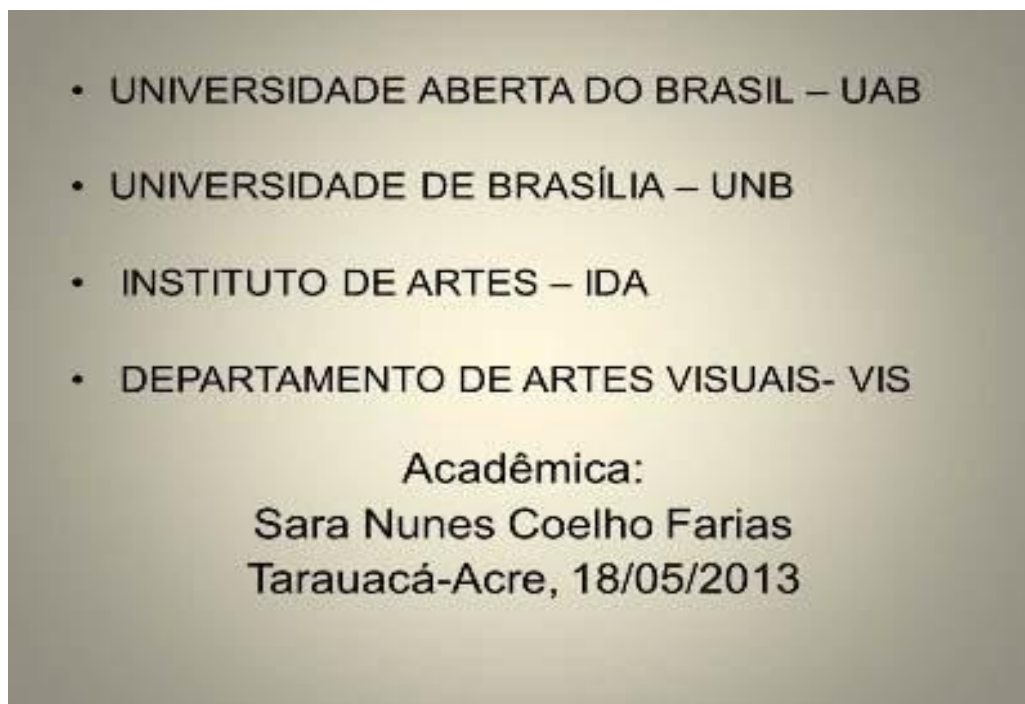 • UNIVERSIDADE ABERTA DO BRASIL – UAB
• UNIVERSIDADE DE BRASÍLIA – UNB
• INSTITUTO DE ARTES – IDA
• DEPARTAMENTO DE ARTES VISUAIS- VIS
Acadêmica:
Sara Nunes Coelho Farias
Tarauacá-Acre, 18/05/2013